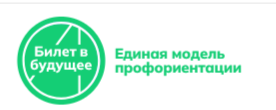 Билет в
будущее
Единая модель
профориентации